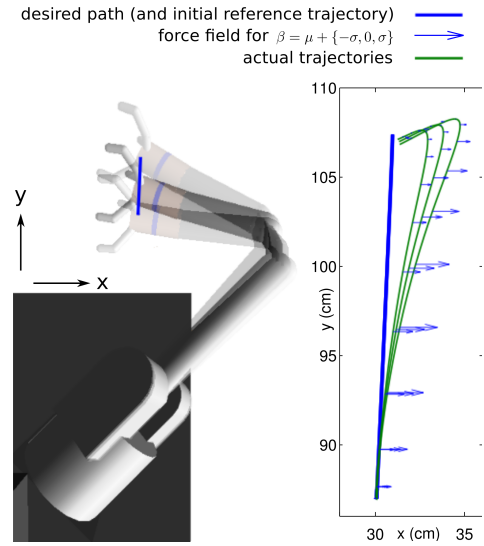 desired path (and initial reference trajectory)
force field for β = μ + {−σ, 0, σ}
actual trajectories
y
x
110
105
100
95
90
y (cm)
30 x (cm) 35